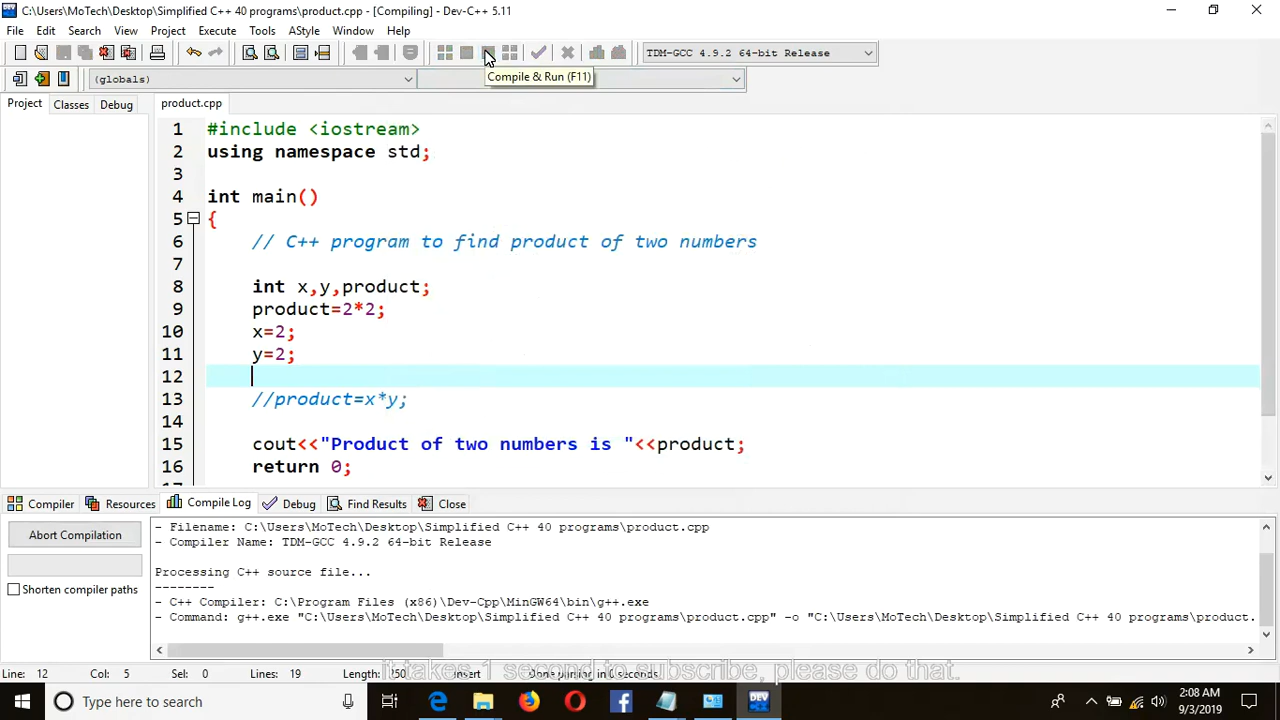 C:\Users\MoTech\Desktop\Simplified C++ 40 programs\product.cpp - [Compiling] - Dev-C++ 5.11
File Edit Search View Project Execute Tools AStyle Window Help
TDM-GCC 4.9.2 64-bit Release
(globals)
Compile & Run (F11)
Project Classes Debug
product.cpp
1 #include <iostream>
2 using namespace std;
3
4 int main()
5 {
6 // C++ program to find product of two numbers
7
8 int x,y,product;
9 product=2*2;
10 x=2;
11 y=2;
12
13 //product=x*y;
14
15 cout<<"Product of two numbers is "<<product;
16 return 0;
Compiler Resources Compile Log Debug Find Results Close
Abort Compilation
Shorten compiler paths
- Filename: C:\Users\MoTech\Desktop\Simplified C++ 40 programs\product.cpp
- Compiler Name: TDM-GCC 4.9.2 64-bit Release
Processing C++ source file...
--------
- C++ Compiler: C:\Program Files (x86)\Dev-Cpp\MinGW64\bin\g++.exe
- Command: g++.exe "C:\Users\MoTech\Desktop\Simplified C++ 40 programs\product.cpp" -o "C:\Users\MoTech\Desktop\Simplified C++ 40 programs\product.
Line: 12 Col: 5 Sel: 0 Lines: 19 Length: 250 Insert Done parsing in 0 seconds
it takes 1 second to subscribe, please do that.
Type here to search
2:08 AM
9/3/2019